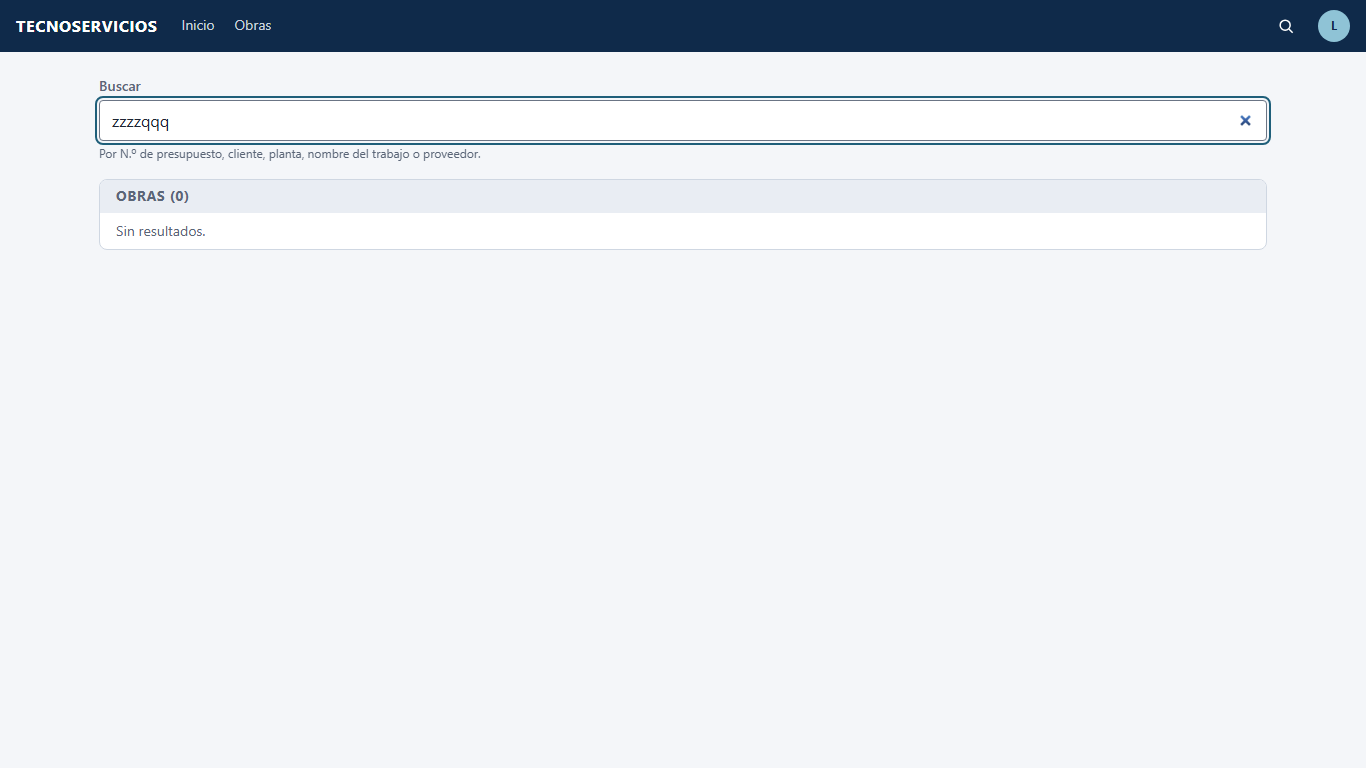 TECNOSERVICIOS Inicio Obras L
Buscar
zzzzqqq
Por N.º de presupuesto, cliente, planta, nombre del trabajo o proveedor.
OBRAS (0)
Sin resultados.